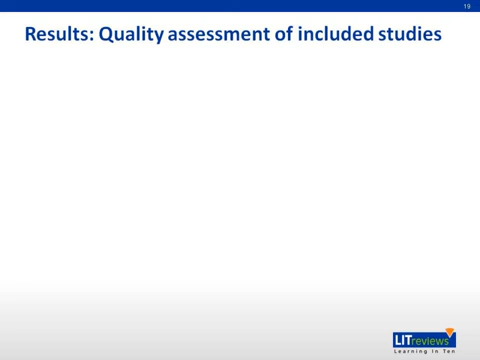 19
Results: Quality assessment of included studies
LITreviews
Learning In Ten